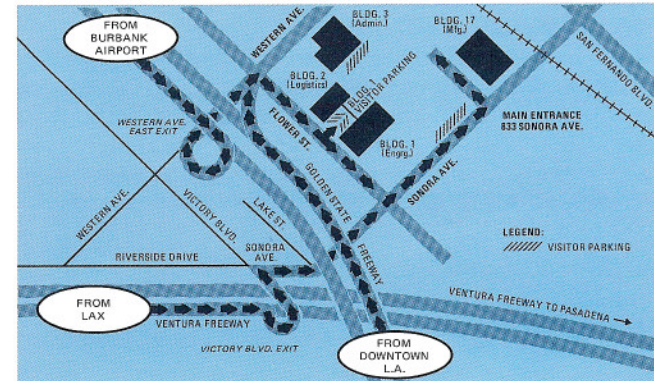 FROM
BURBANK
AIRPORT
WESTERN AVE.
BLDG. 3
(Admin.)
BLDG. 17
(Mfg.)
SAN FERNANDO BLVD.
BLDG. 2
(Logistics)
BLDG. 1
VISITOR PARKING
WESTERN AVE.
EAST EXIT
FLOWER ST.
BLDG. 1
(Engrg.)
MAIN ENTRANCE
833 SONORA AVE.
WESTERN AVE.
VICTORY BLVD.
LAKE ST.
GOLDEN STATE
FREEWAY
SONORA AVE.
LEGEND:
VISITOR PARKING
RIVERSIDE DRIVE
SONORA
AVE.
FROM
LAX
VENTURA FREEWAY
VICTORY BLVD. EXIT
VENTURA FREEWAY TO PASADENA
FROM
DOWNTOWN
L.A.